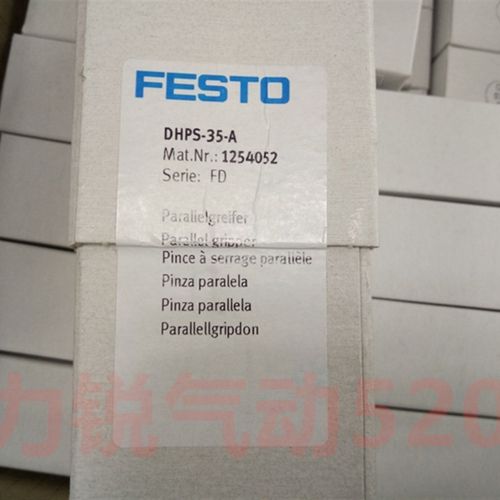 FESTO
DHPS-35-A
Mat.Nr.: 1254052
Serie: FD
Parallelgreifer
Parallel gripper
Pince à serrage parallèle
Pinza paralela
Pinza parallela
Parallellgripdon
力锐气动520